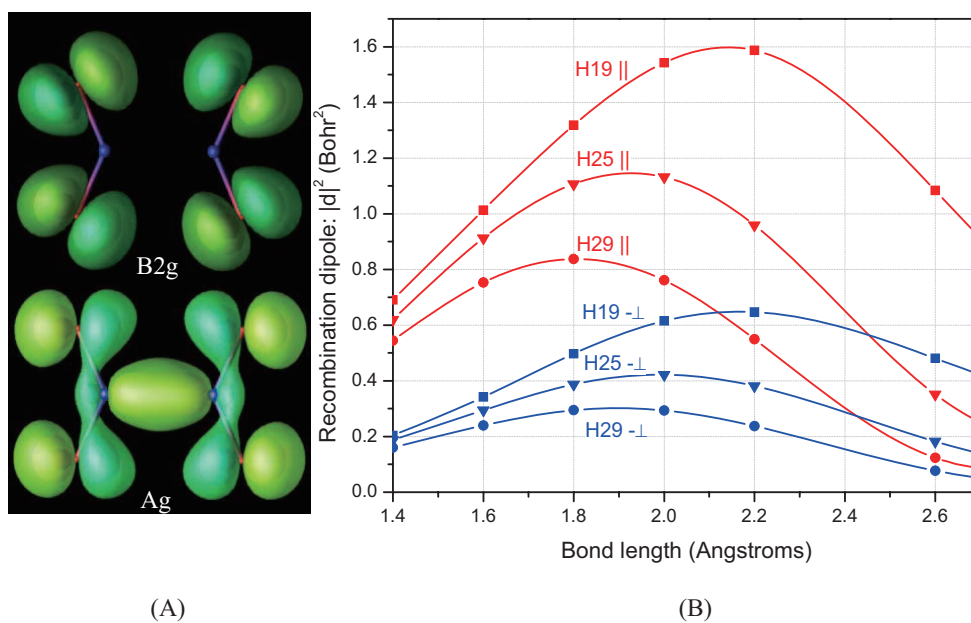 B2g
Ag
Recombination dipole: |d|² (Bohr²)
1.6
1.4
1.2
1.0
0.8
0.6
0.4
0.2
0.0
H19 ||
H25 ||
H29 ||
H19 -⊥
H25 -⊥
H29 -⊥
1.4 1.6 1.8 2.0 2.2 2.4 2.6
Bond length (Angstroms)
(A) (B)